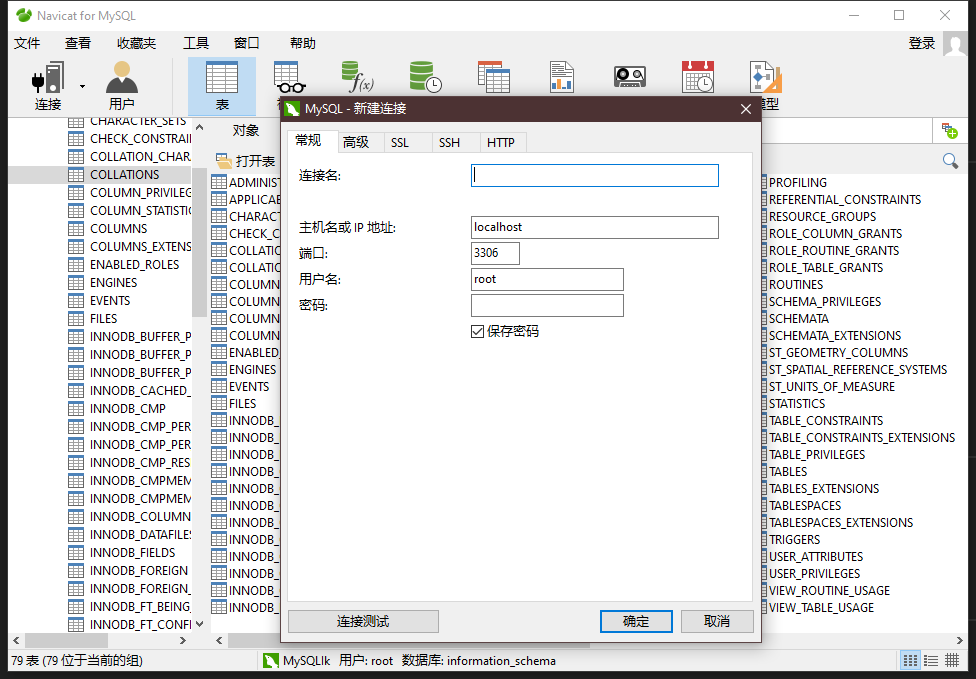 Navicat for MySQL
文件 查看 收藏夹 工具 窗口 帮助 登录
连接 用户 表
MySQL - 新建连接
常规 高级 SSL SSH HTTP
连接名:
主机名或 IP 地址: localhost
端口: 3306
用户名: root
密码:
保存密码
连接测试 确定 取消
CHARACTER_SETS
CHECK_CONSTRAI
COLLATION_CHAR
COLLATIONS
COLUMN_PRIVILEG
COLUMN_STATISTI
COLUMNS
COLUMNS_EXTENS
ENABLED_ROLES
ENGINES
EVENTS
FILES
INNODB_BUFFER_P
INNODB_BUFFER_P
INNODB_BUFFER_P
INNODB_CACHED_
INNODB_CMP
INNODB_CMP_PER
INNODB_CMP_PER
INNODB_CMP_RES
INNODB_CMPMEM
INNODB_CMPMEM
INNODB_COLUMN
INNODB_DATAFILES
INNODB_FIELDS
INNODB_FOREIGN
INNODB_FOREIGN_
INNODB_FT_BEING_
INNODB_FT_CONFI
对象
打开表
ADMINIST
APPLICAB
CHARACT
CHECK_C
COLLATIO
COLLATIO
COLUMN
COLUMN
COLUMN
COLUMN
ENABLED_
ENGINES
EVENTS
FILES
INNODB_
INNODB_
INNODB_
INNODB_
INNODB_
INNODB_
INNODB_
INNODB_
INNODB_
INNODB_
INNODB_
INNODB_
型
PROFILING
REFERENTIAL_CONSTRAINTS
RESOURCE_GROUPS
ROLE_COLUMN_GRANTS
ROLE_ROUTINE_GRANTS
ROLE_TABLE_GRANTS
ROUTINES
SCHEMA_PRIVILEGES
SCHEMATA
SCHEMATA_EXTENSIONS
ST_GEOMETRY_COLUMNS
ST_SPATIAL_REFERENCE_SYSTEMS
ST_UNITS_OF_MEASURE
STATISTICS
TABLE_CONSTRAINTS
TABLE_CONSTRAINTS_EXTENSIONS
TABLE_PRIVILEGES
TABLES
TABLES_EXTENSIONS
TABLESPACES
TABLESPACES_EXTENSIONS
TRIGGERS
USER_ATTRIBUTES
USER_PRIVILEGES
VIEW_ROUTINE_USAGE
VIEW_TABLE_USAGE
79 表 (79 位于当前的组) MySQLlk 用户: root 数据库: information_schema